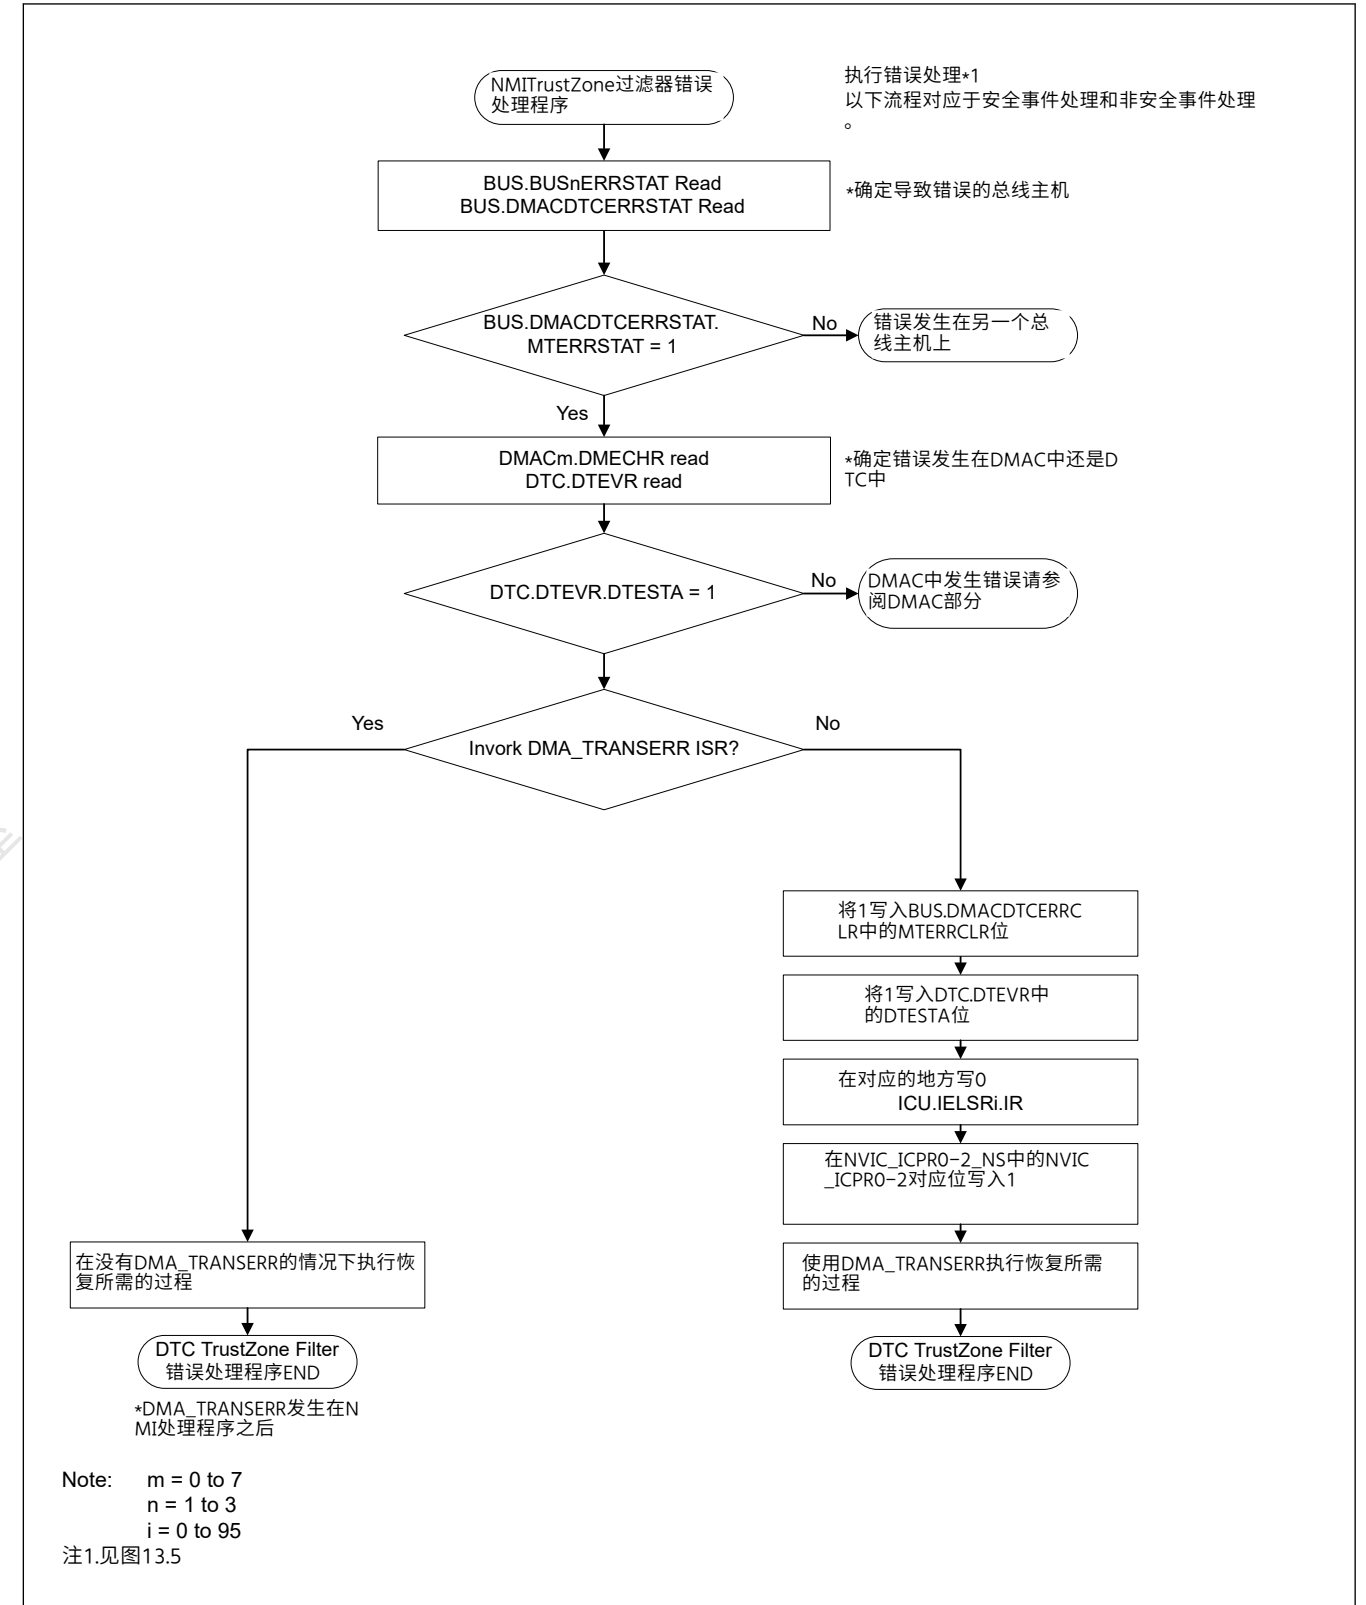 NMITrustZone过滤器错误
处理程序
执行错误处理*1
以下流程对应于安全事件处理和非安全事件处理
。
BUS.BUSnERRSTAT Read
BUS.DMACDTCERRSTAT Read
*确定导致错误的总线主机
BUS.DMACDTCERRSTAT.
MTERRSTAT = 1
No
错误发生在另一个总
线主机上
Yes
DMACm.DMECHR read
DTC.DTEVR read
*确定错误发生在DMAC中还是D
TC中
DTC.DTEVR.DTESTA = 1
No
DMAC中发生错误请参
阅DMAC部分
Yes
Invork DMA_TRANSERR ISR?
No
将1写入BUS.DMACDTCERRC
LR中的MTERRCLR位
将1写入DTC.DTEVR中
的DTESTA位
在对应的地方写0
ICU.IELSRi.IR
在NVIC_ICPR0-2_NS中的NVIC
_ICPR0-2对应位写入1
在没有DMA_TRANSERR的情况下执行恢
复所需的过程
使用DMA_TRANSERR执行恢复所需
的过程
DTC TrustZone Filter
错误处理程序END
DTC TrustZone Filter
错误处理程序END
*DMA_TRANSERR发生在N
MI处理程序之后
Note: m = 0 to 7
n = 1 to 3
i = 0 to 95
注1.见图13.5